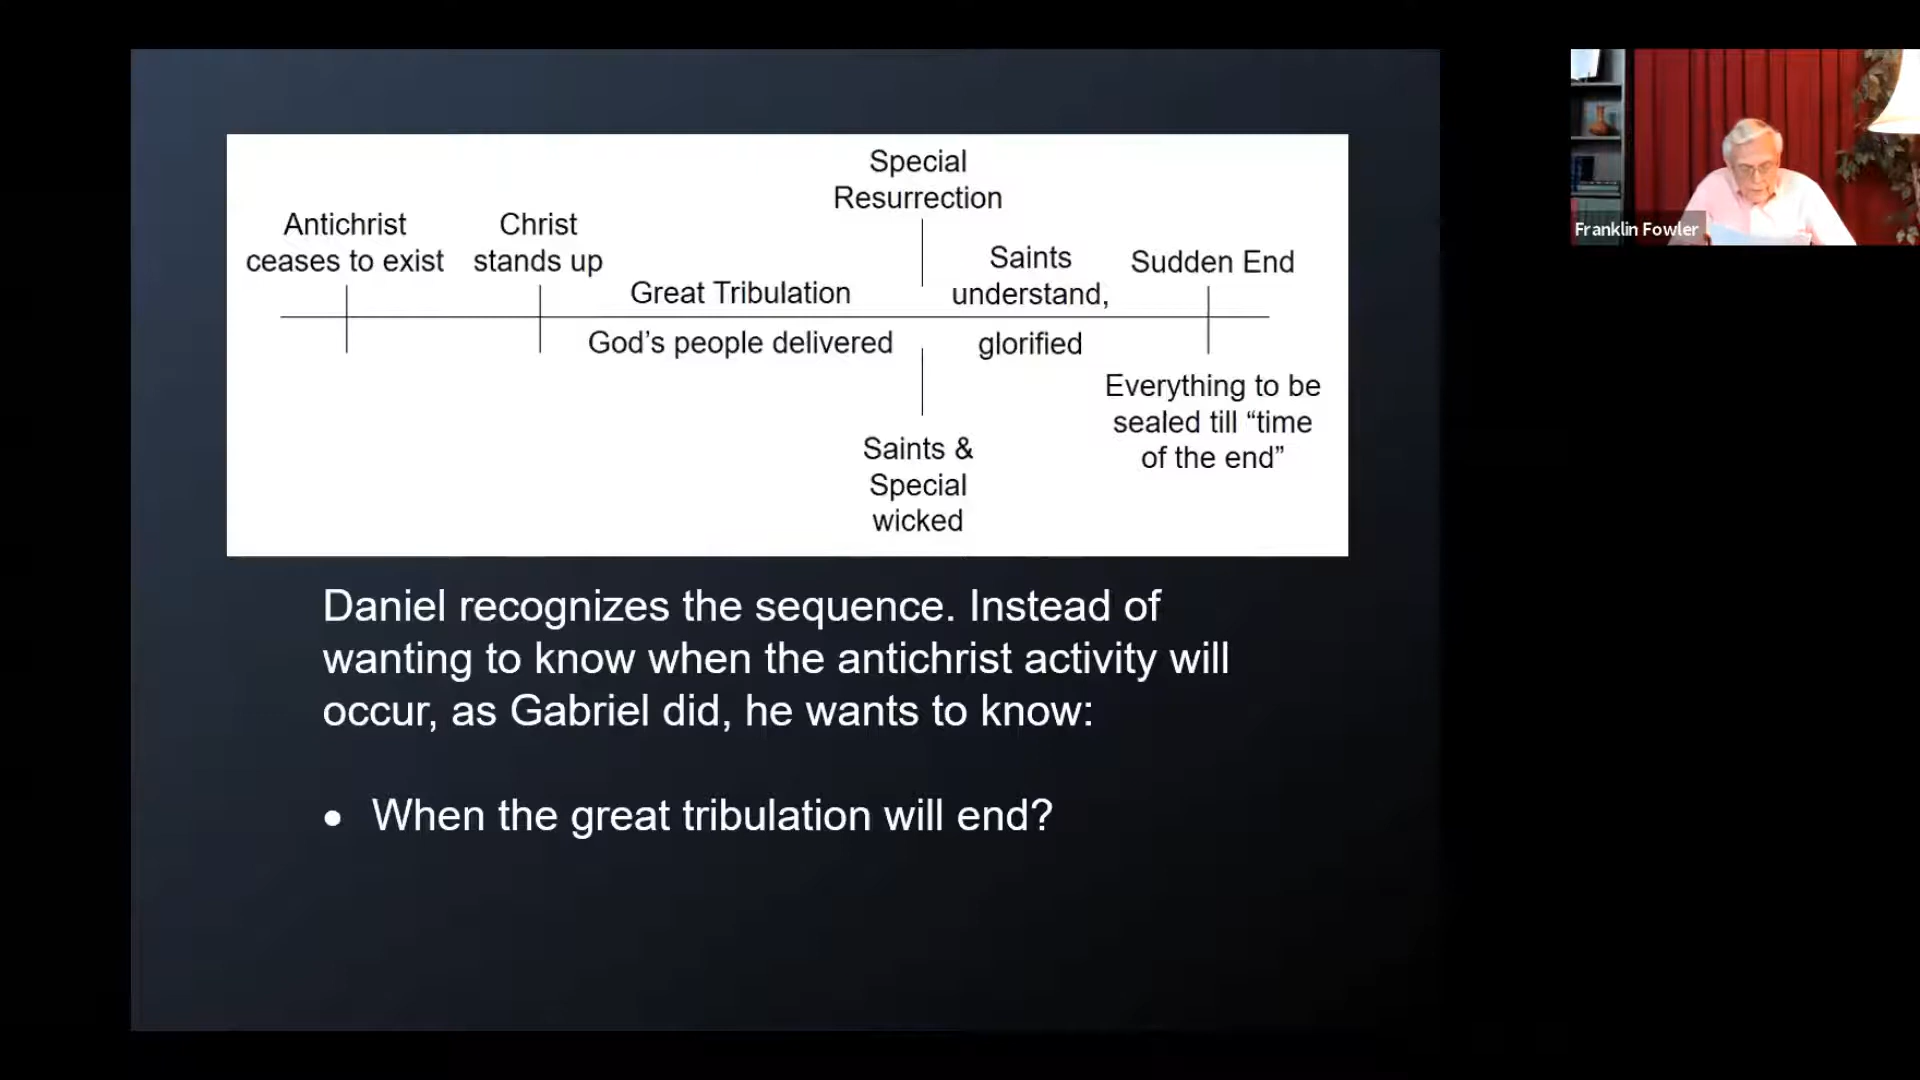 Special
Resurrection
Antichrist
ceases to exist
Christ
stands up
Great Tribulation
Saints
understand,
Sudden End
God’s people delivered
glorified
Everything to be
sealed till “time
of the end”
Saints &
Special
wicked
Daniel recognizes the sequence. Instead of
wanting to know when the antichrist activity will
occur, as Gabriel did, he wants to know:
• When the great tribulation will end?
Franklin Fowler